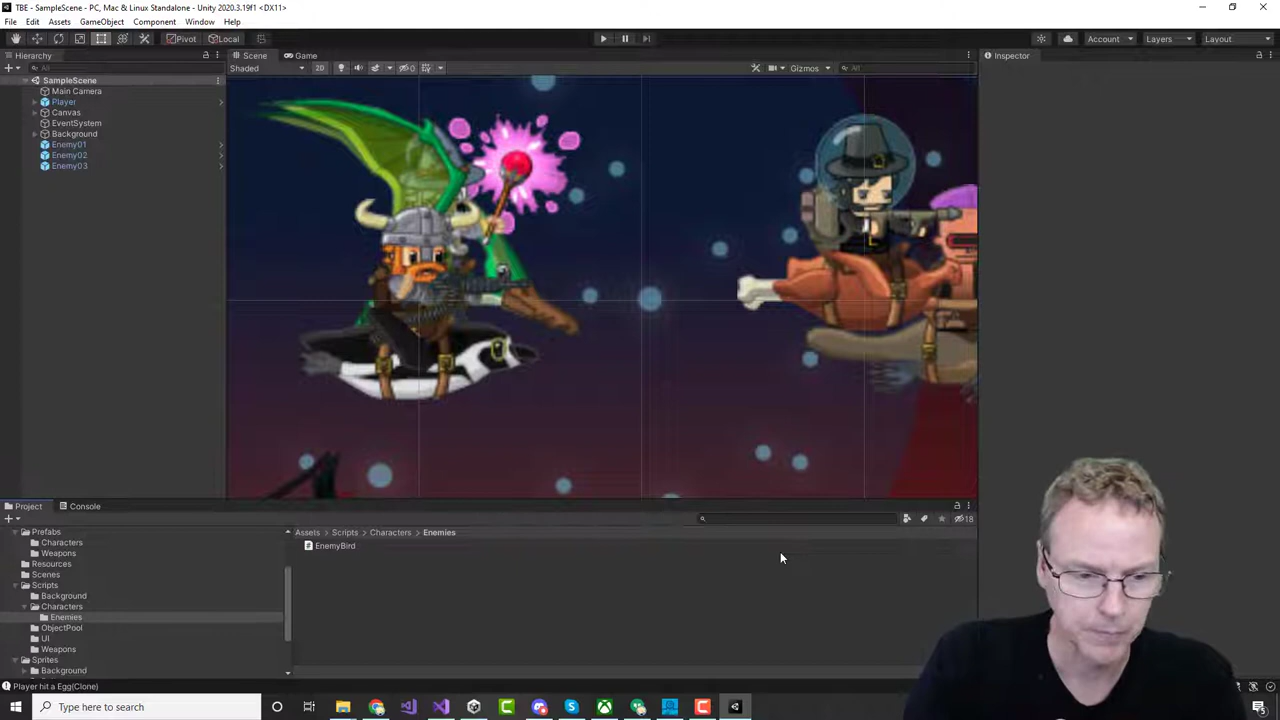 TBE - SampleScene - PC, Mac & Linux Standalone - Unity 2020.3.19f1 <DX11>
File Edit Assets GameObject Component Window Help
Pivot Local Account Layers Layout
Hierarchy Scene Game Inspector
All Shaded 2D 0 Gizmos All
SampleScene
Main Camera
Player
Canvas
EventSystem
Background
Enemy01
Enemy02
Enemy03
Project Console
18
Prefabs
Characters
Weapons
Resources
Scenes
Scripts
Background
Characters
Enemies
ObjectPool
UI
Weapons
Sprites
Background
Assets > Scripts > Characters > Enemies
EnemyBird
Player hit a Egg(Clone)
Type here to search